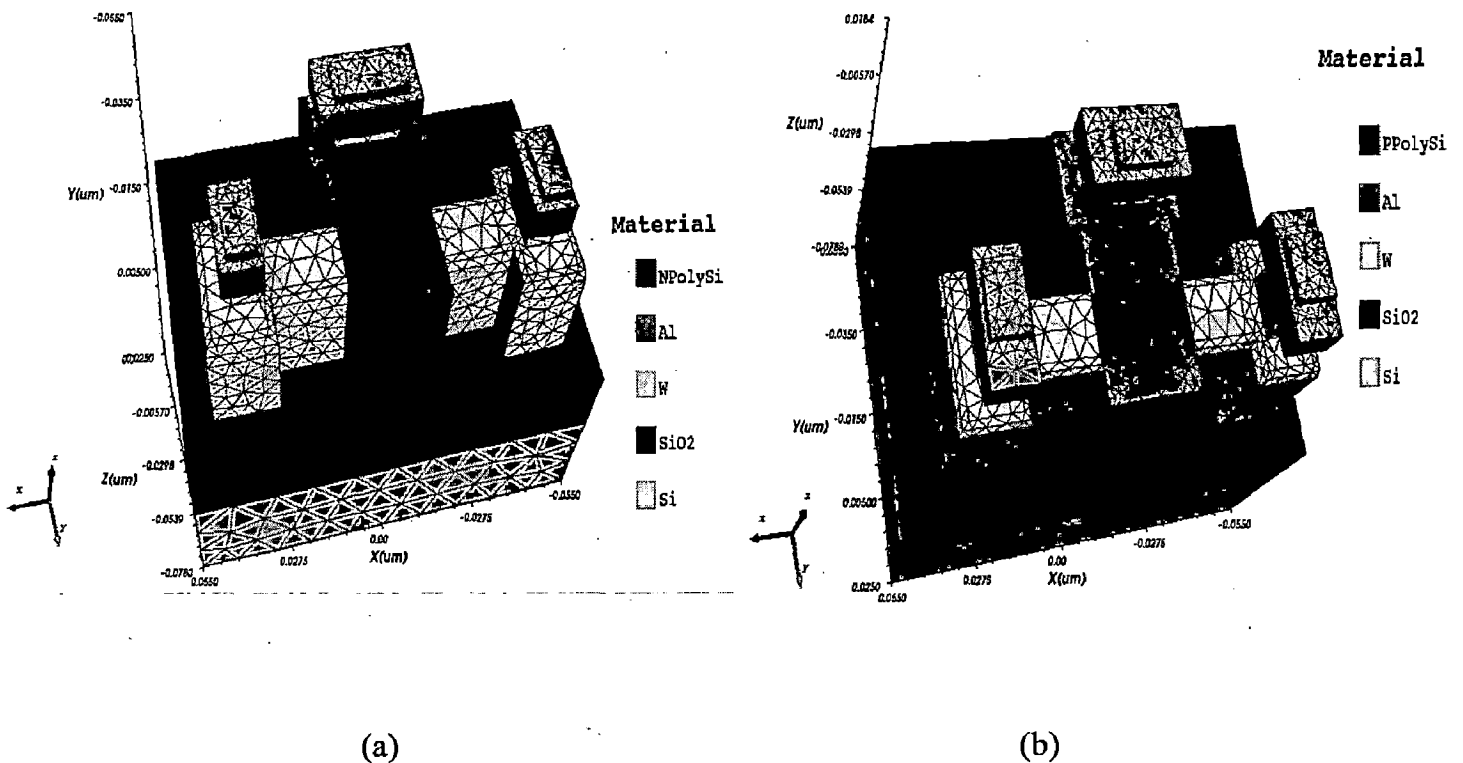 -0.0550
-0.0350
Y(um)
-0.0150
0.00500
-0.00570
-0.0298
Z(um)
-0.0539
-0.0780
0.0550
0.0275
0.00
X(um)
-0.0275
-0.0550
x
x
Y
Material
NPolySi
Al
W
SiO2
Si
(a)
0.0184
-0.00570
Z(um)
-0.0298
-0.0539
-0.0350
-0.0150
Y(um)
0.00500
0.0250
0.0550
0.0275
0.00
X(um)
-0.0275
-0.0550
x
x
Y
Material
PPolySi
Al
W
SiO2
Si
(b)